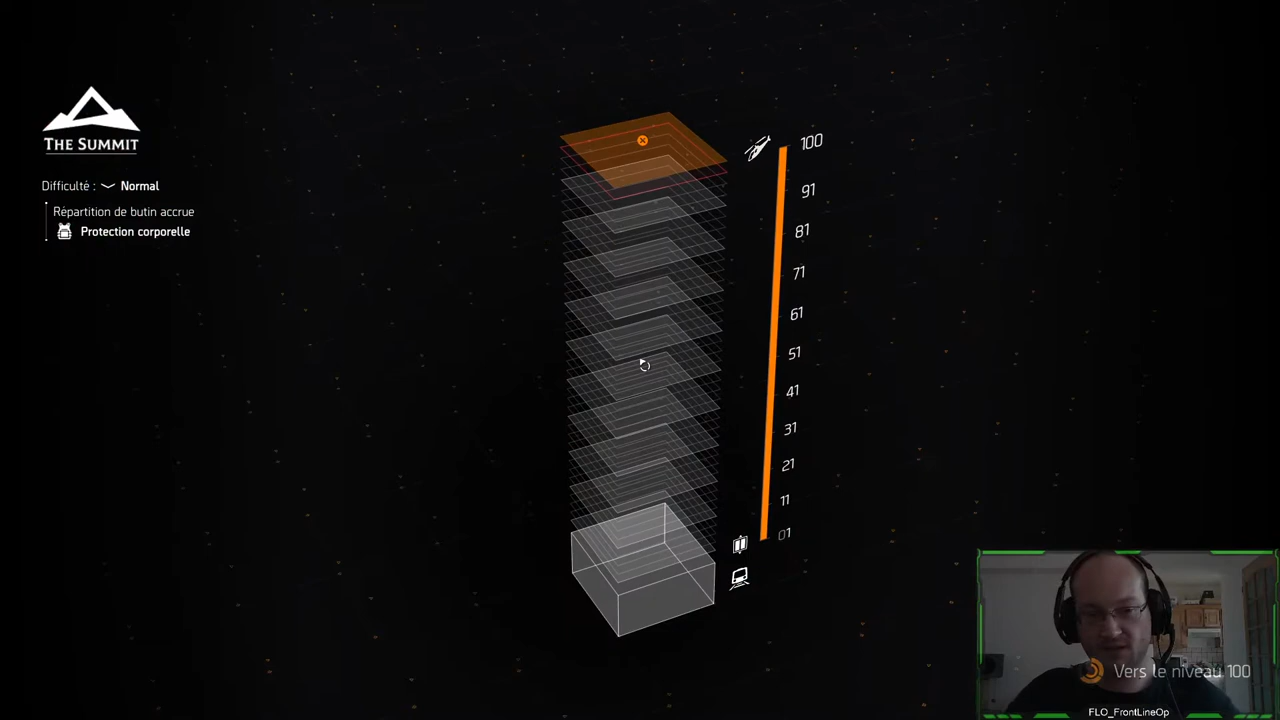 THE SUMMIT
Difficulté : Normal
Répartition de butin accrue
Protection corporelle
100
91
81
71
61
51
41
31
21
11
01
Vers le niveau 100
FLO_FrontLineOp